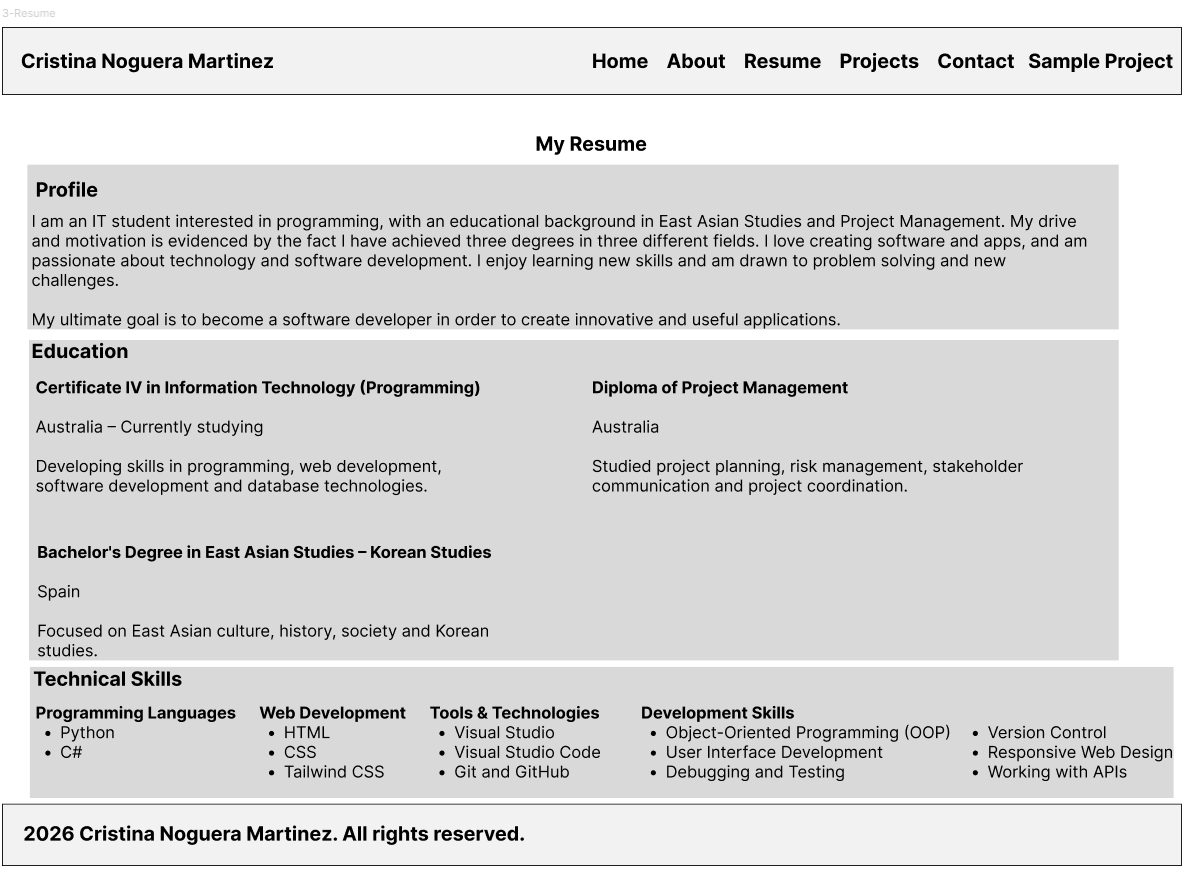 3-Resume
Cristina Noguera Martinez
Home About Resume Projects Contact Sample Project
My Resume
Profile
I am an IT student interested in programming, with an educational background in East Asian Studies and Project Management. My drive
and motivation is evidenced by the fact I have achieved three degrees in three different fields. I love creating software and apps, and am
passionate about technology and software development. I enjoy learning new skills and am drawn to problem solving and new
challenges.
My ultimate goal is to become a software developer in order to create innovative and useful applications.
Education
Certificate IV in Information Technology (Programming)
Australia – Currently studying
Developing skills in programming, web development,
software development and database technologies.
Diploma of Project Management
Australia
Studied project planning, risk management, stakeholder
communication and project coordination.
Bachelor's Degree in East Asian Studies – Korean Studies
Spain
Focused on East Asian culture, history, society and Korean
studies.
Technical Skills
Programming Languages
• Python
• C#
Web Development
• HTML
• CSS
• Tailwind CSS
Tools & Technologies
• Visual Studio
• Visual Studio Code
• Git and GitHub
Development Skills
• Object-Oriented Programming (OOP)
• User Interface Development
• Debugging and Testing
• Version Control
• Responsive Web Design
• Working with APIs
2026 Cristina Noguera Martinez. All rights reserved.